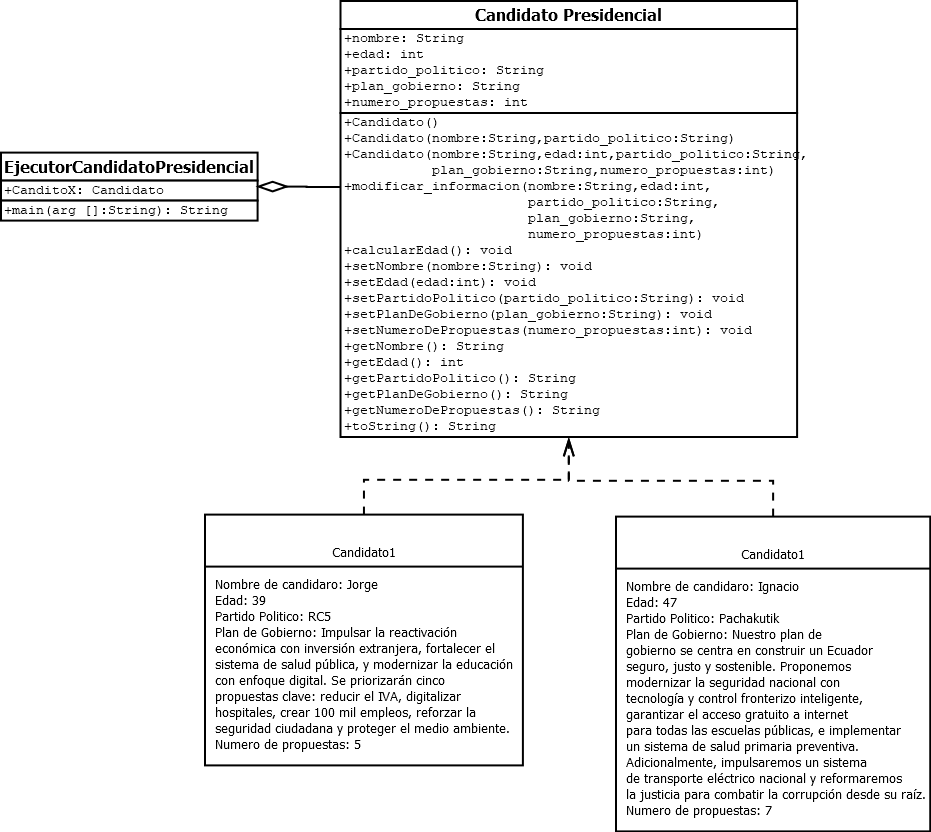 Candidato Presidencial
+nombre: String
+edad: int
+partido_politico: String
+plan_gobierno: String
+numero_propuestas: int
+Candidato()
+Candidato(nombre:String,partido_politico:String)
+Candidato(nombre:String,edad:int,partido_politico:String,
plan_gobierno:String,numero_propuestas:int)
+modificar_informacion(nombre:String,edad:int,
partido_politico:String,
plan_gobierno:String,
numero_propuestas:int)
+calcularEdad(): void
+setNombre(nombre:String): void
+setEdad(edad:int): void
+setPartidoPolitico(partido_politico:String): void
+setPlanDeGobierno(plan_gobierno:String): void
+setNumeroDePropuestas(numero_propuestas:int): void
+getNombre(): String
+getEdad(): int
+getPartidoPolitico(): String
+getPlanDeGobierno(): String
+getNumeroDePropuestas(): String
+toString(): String
EjecutorCandidatoPresidencial
+CanditoX: Candidato
+main(arg []:String): String
Candidato1
Nombre de candidaro: Jorge
Edad: 39
Partido Politico: RC5
Plan de Gobierno: Impulsar la reactivación
económica con inversión extranjera, fortalecer el
sistema de salud pública, y modernizar la educación
con enfoque digital. Se priorizarán cinco
propuestas clave: reducir el IVA, digitalizar
hospitales, crear 100 mil empleos, reforzar la
seguridad ciudadana y proteger el medio ambiente.
Numero de propuestas: 5
Candidato1
Nombre de candidaro: Ignacio
Edad: 47
Partido Politico: Pachakutik
Plan de Gobierno: Nuestro plan de
gobierno se centra en construir un Ecuador
seguro, justo y sostenible. Proponemos
modernizar la seguridad nacional con
tecnología y control fronterizo inteligente,
garantizar el acceso gratuito a internet
para todas las escuelas públicas, e implementar
un sistema de salud primaria preventiva.
Adicionalmente, impulsaremos un sistema
de transporte eléctrico nacional y reformaremos
la justicia para combatir la corrupción desde su raíz.
Numero de propuestas: 7